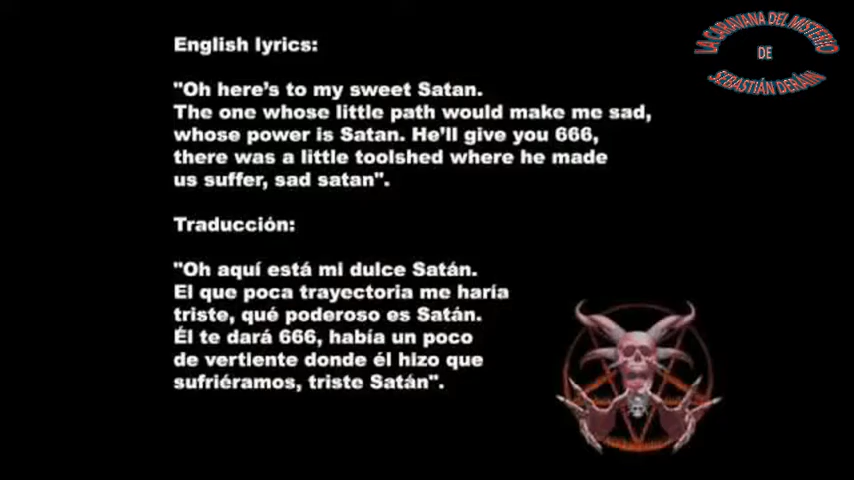 LA CARAVANA DEL MISTERIO
DE
SEBASTIÁN DERÁIN
English lyrics:
"Oh here's to my sweet Satan.
The one whose little path would make me sad,
whose power is Satan. He'll give you 666,
there was a little toolshed where he made
us suffer, sad satan".
Traducción:
"Oh aquí está mi dulce Satán.
El que poca trayectoria me haría
triste, qué poderoso es Satán.
Él te dará 666, había un poco
de vertiente donde él hizo que
sufriéramos, triste Satán".